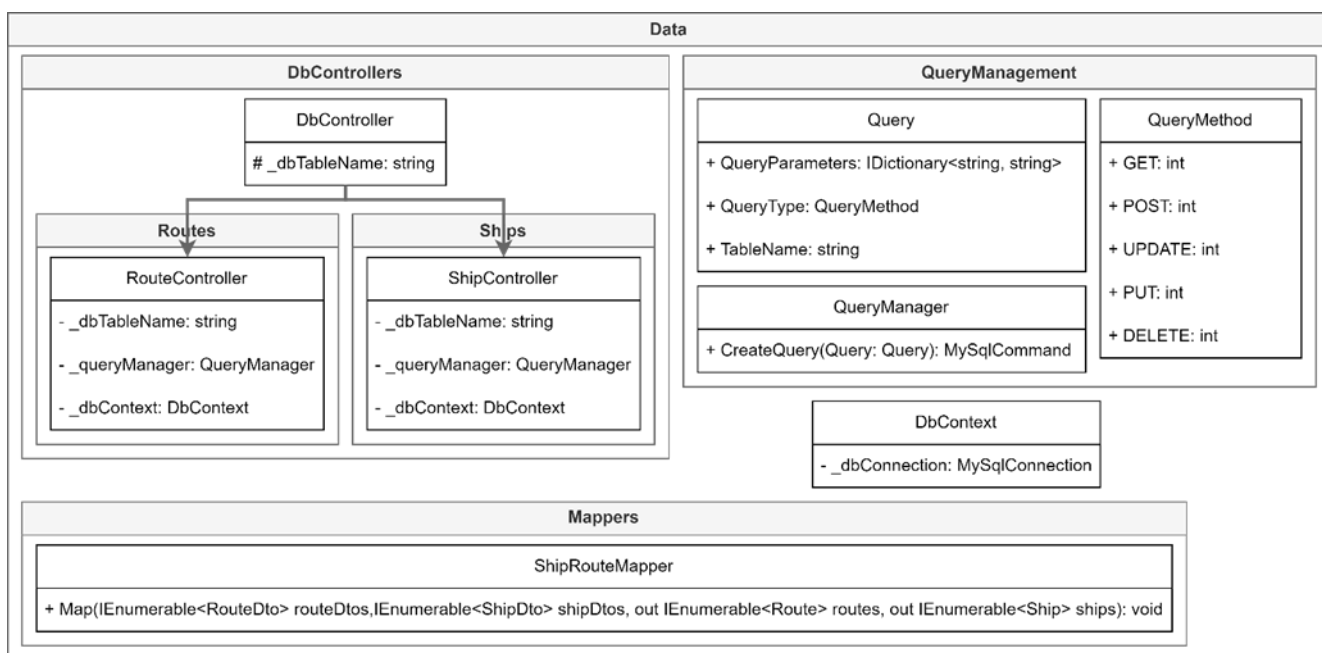 Data
DbControllers
DbController
# _dbTableName: string
Routes
RouteController
- _dbTableName: string
- _queryManager: QueryManager
- _dbContext: DbContext
Ships
ShipController
- _dbTableName: string
- _queryManager: QueryManager
- _dbContext: DbContext
QueryManagement
Query
+ QueryParameters: IDictionary<string, string>
+ QueryType: QueryMethod
+ TableName: string
QueryManager
+ CreateQuery(Query: Query): MySqlCommand
QueryMethod
+ GET: int
+ POST: int
+ UPDATE: int
+ PUT: int
+ DELETE: int
DbContext
- _dbConnection: MySqlConnection
Mappers
ShipRouteMapper
+ Map(IEnumerable<RouteDto> routeDtos,IEnumerable<ShipDto> shipDtos, out IEnumerable<Route> routes, out IEnumerable<Ship> ships): void